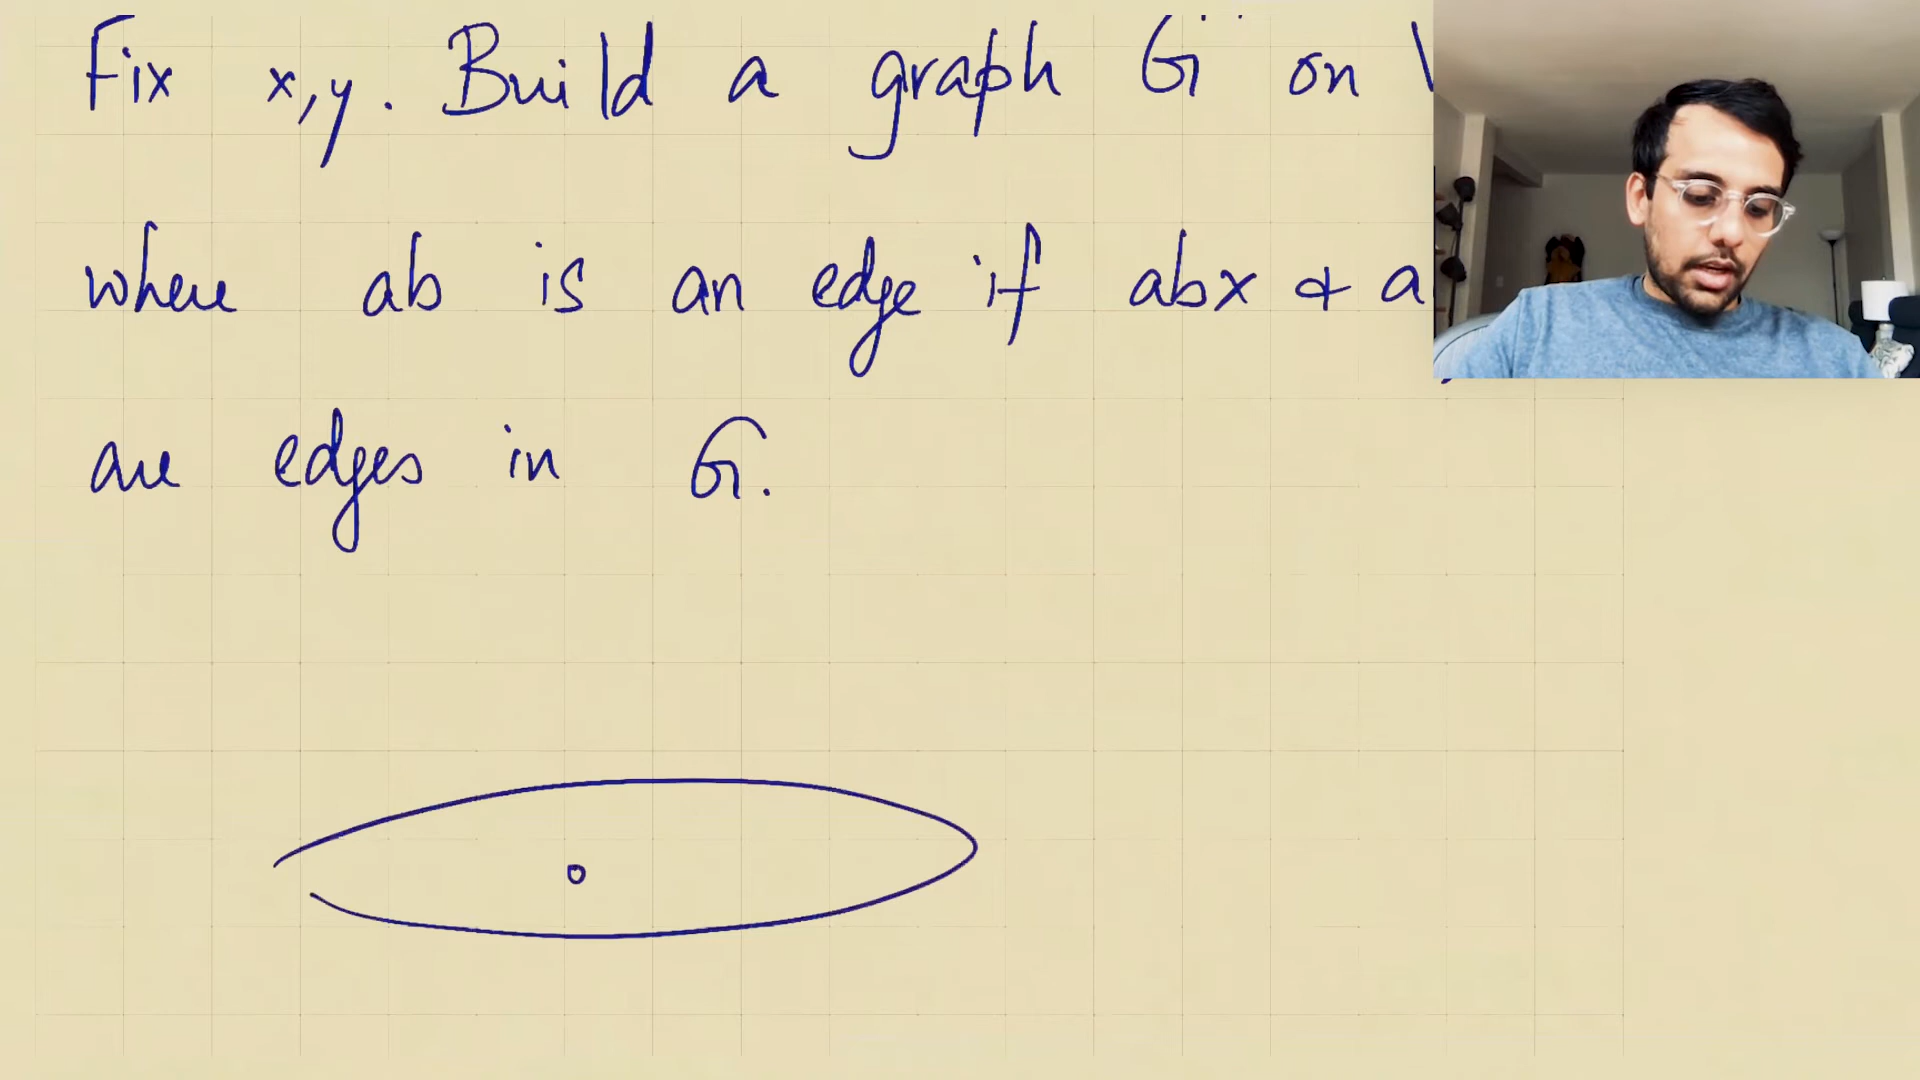 Fix x,y. Build a graph G on
where ab is an edge if abx & a
are edges in G.